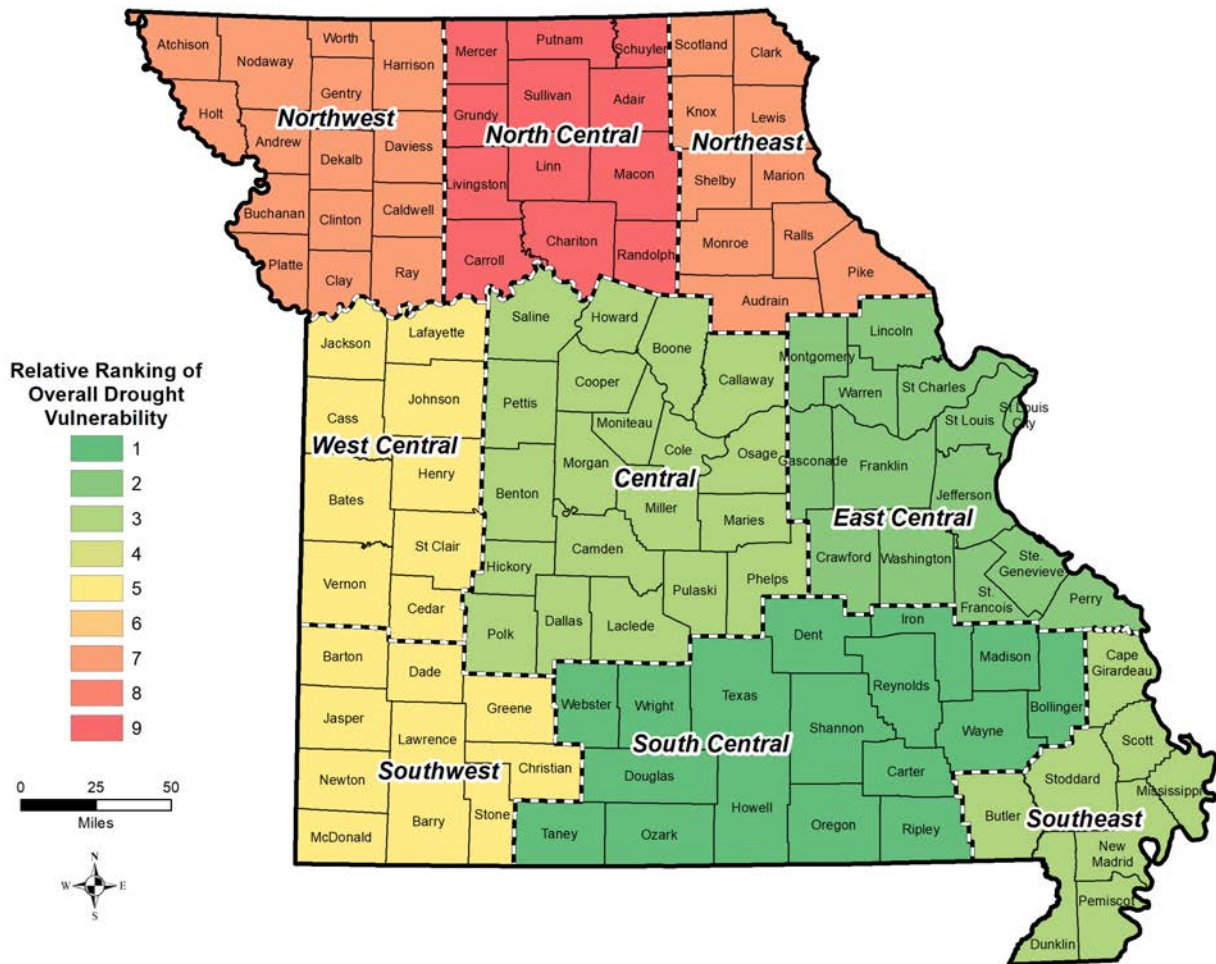 Atchison
Nodaway
Worth
Harrison
Mercer
Putnam
Schuyler
Scotland
Clark
Holt
Gentry
Sullivan
Adair
Knox
Lewis
Northwest
Grundy
North Central
Northeast
Andrew
Dekalb
Daviess
Livingston
Linn
Macon
Shelby
Marion
Buchanan
Clinton
Caldwell
Chariton
Monroe
Ralls
Platte
Clay
Ray
Carroll
Randolph
Pike
Audrain
Jackson
Lafayette
Saline
Howard
Boone
Lincoln
Montgomery
Callaway
Cooper
Warren
St Charles
Cass
Johnson
Pettis
Moniteau
St Louis
St Louis
City
West Central
Morgan
Cole
Osage
Gasconade
Franklin
Henry
Benton
Central
Jefferson
Bates
Miller
Maries
East Central
St Clair
Camden
Crawford
Washington
Ste.
Genevieve
Vernon
Cedar
Hickory
Pulaski
Phelps
St.
Francois
Perry
Polk
Dallas
Laclede
Dent
Iron
Barton
Dade
Madison
Cape
Girardeau
Greene
Webster
Wright
Texas
Reynolds
Bollinger
Jasper
Lawrence
Shannon
Wayne
Scott
South Central
Newton
Southwest
Christian
Douglas
Carter
Stoddard
Mississippi
McDonald
Barry
Stone
Howell
Butler
Southeast
Taney
Ozark
Oregon
Ripley
New
Madrid
Pemiscot
Dunklin
Relative Ranking of
Overall Drought
Vulnerability
1
2
3
4
5
6
7
8
9
0 25 50
Miles
N
W E
S